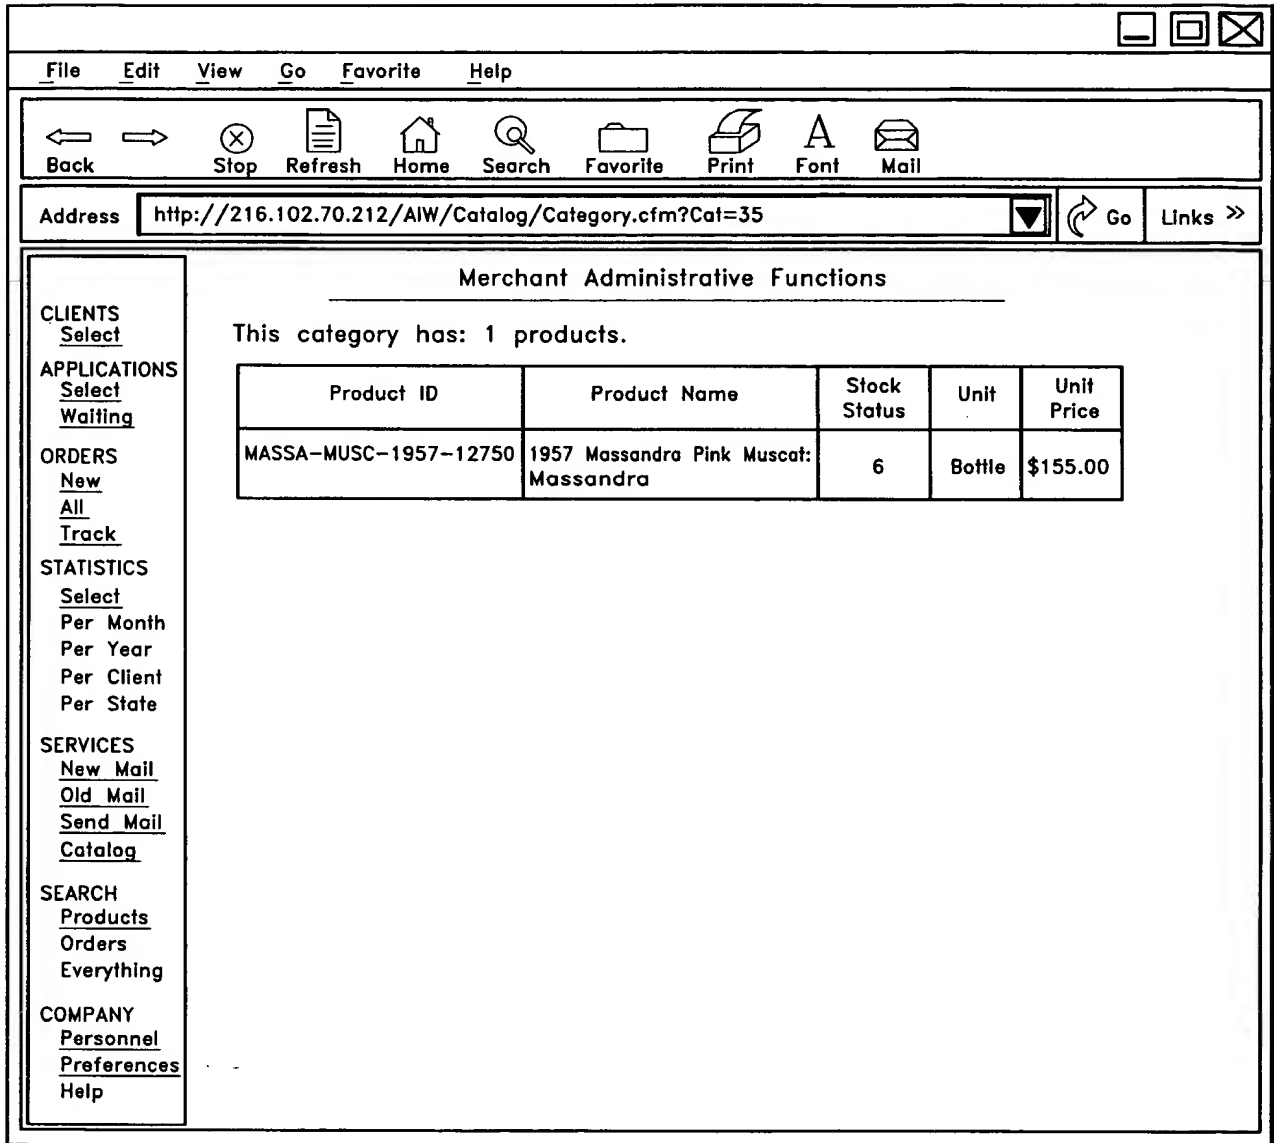 File Edit View Go Favorite Help
Back Stop Refresh Home Search Favorite Print Font Mail
Address http://216.102.70.212/AIW/Catalog/Category.cfm?Cat=35 Go Links >>
Merchant Administrative Functions
This category has: 1 products.
Product ID Product Name Stock Status Unit Unit Price
MASSA-MUSC-1957-12750 1957 Massandra Pink Muscat: Massandra 6 Bottle $155.00
CLIENTS
Select
APPLICATIONS
Select
Waiting
ORDERS
New
All
Track
STATISTICS
Select
Per Month
Per Year
Per Client
Per State
SERVICES
New Mail
Old Mail
Send Mail
Catalog
SEARCH
Products
Orders
Everything
COMPANY
Personnel
Preferences
Help